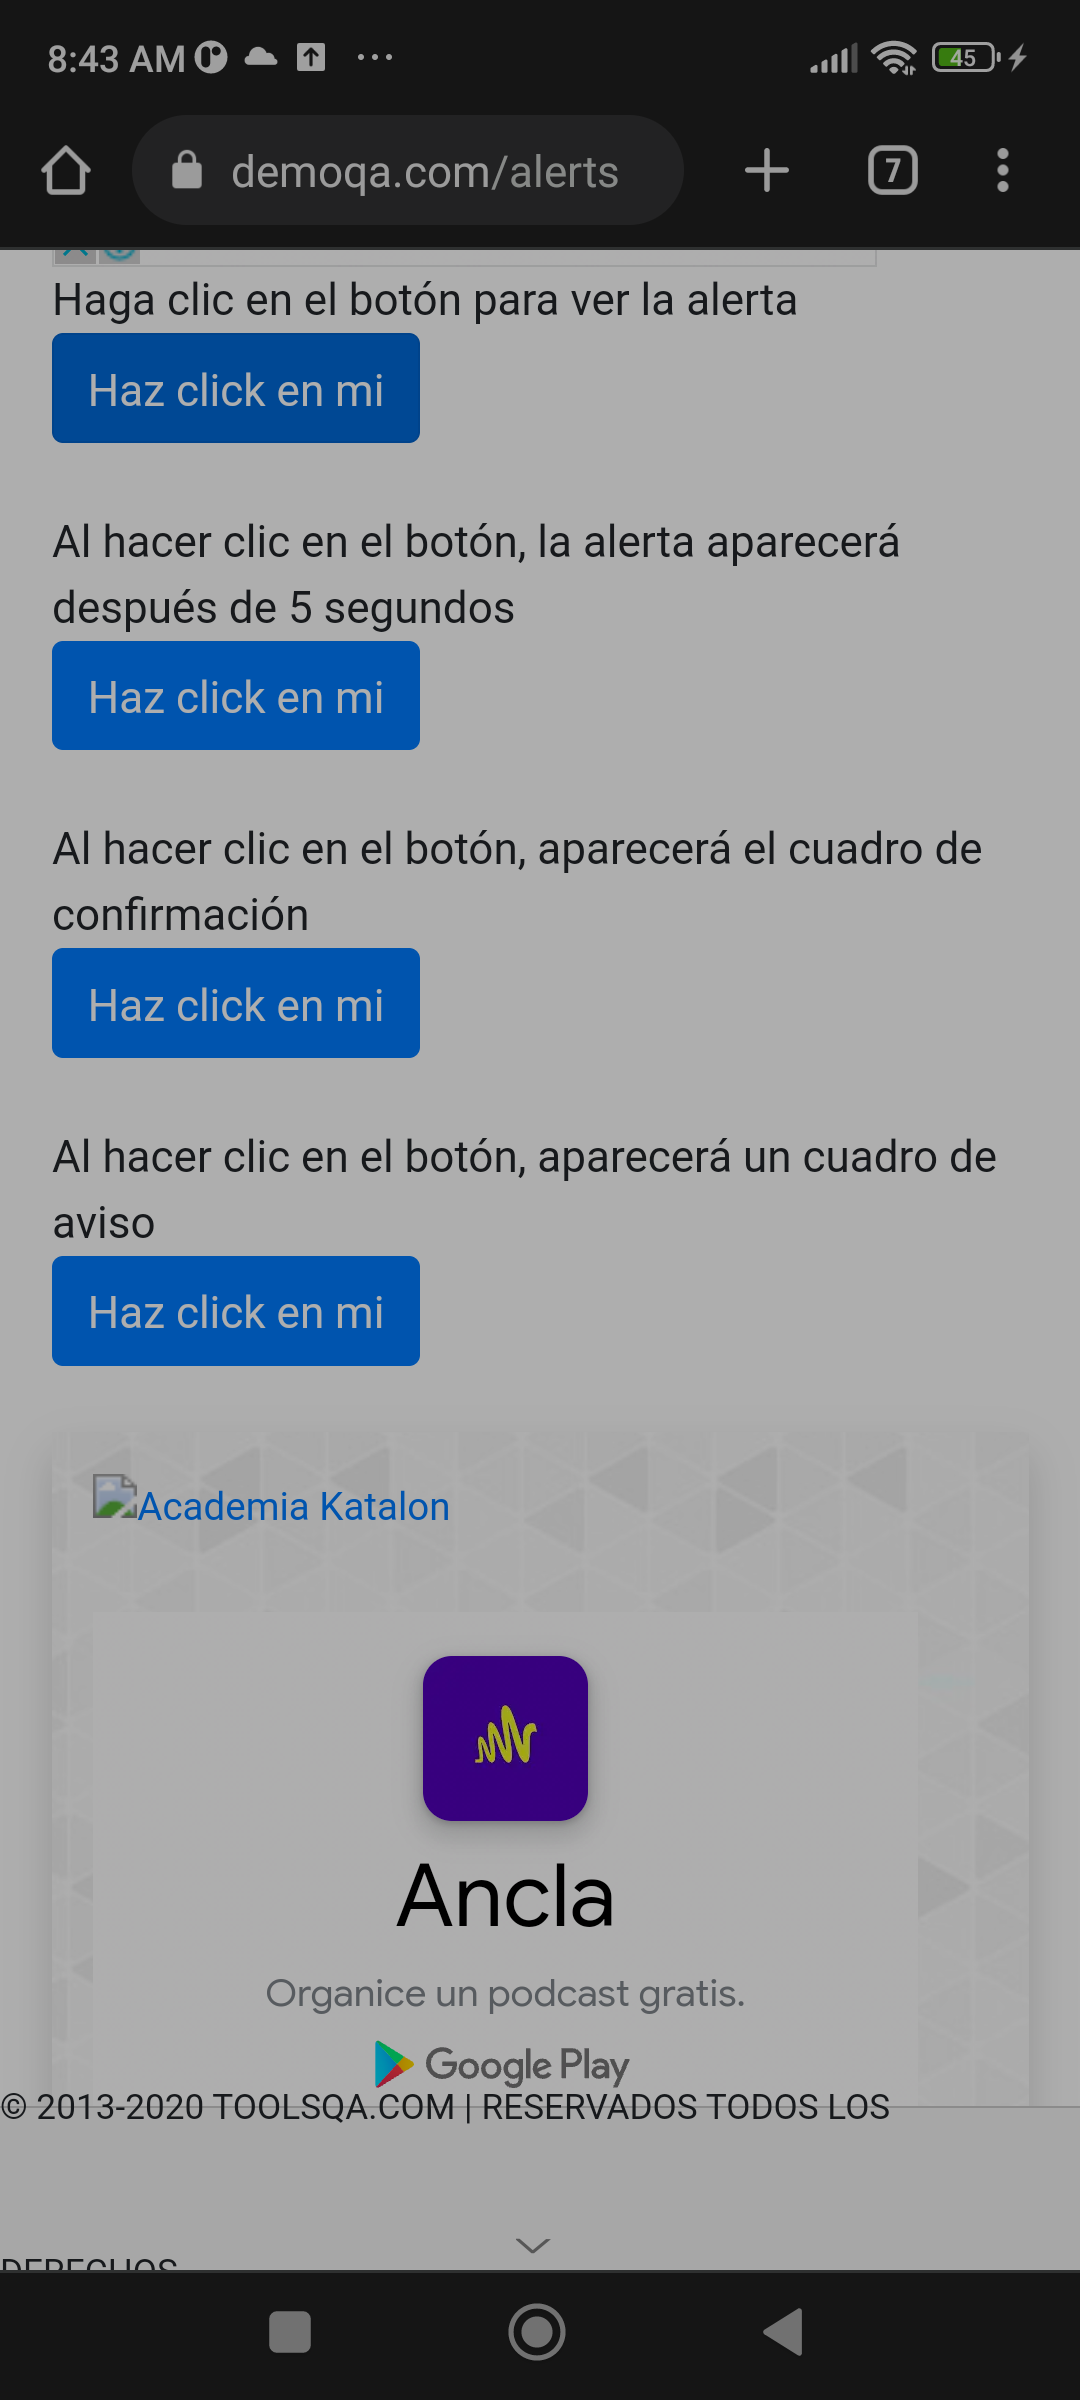 8:43 AM
45
demoqa.com/alerts
7
Haga clic en el botón para ver la alerta
Haz click en mi
Al hacer clic en el botón, la alerta aparecerá
después de 5 segundos
Haz click en mi
Al hacer clic en el botón, aparecerá el cuadro de
confirmación
Haz click en mi
Al hacer clic en el botón, aparecerá un cuadro de
aviso
Haz click en mi
Academia Katalon
Ancla
Organice un podcast gratis.
Google Play
© 2013-2020 TOOLSQA.COM | RESERVADOS TODOS LOS
DERECHOS